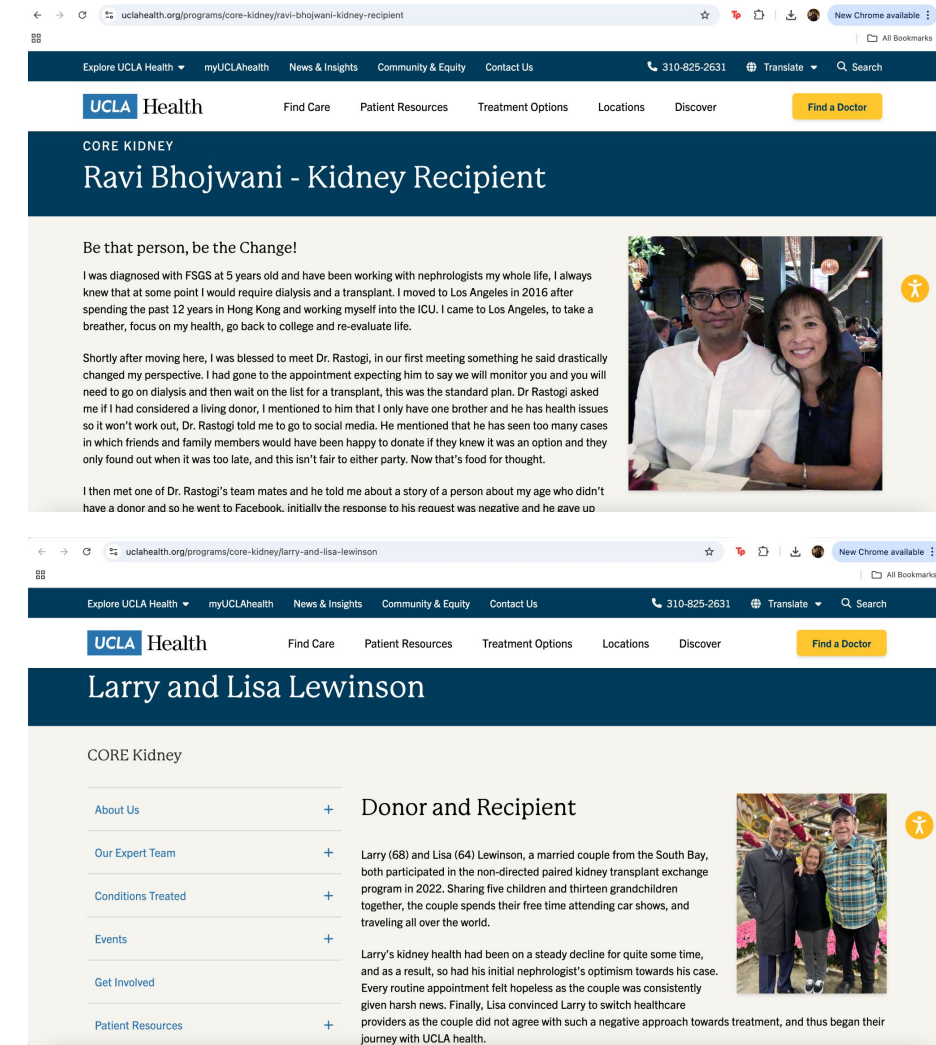 uclahealth.org/programs/core-kidney/ravi-bhojwani-kidney-recipient
Tp
New Chrome available
All Bookmarks
Explore UCLA Health myUCLAhealth News & Insights Community & Equity Contact Us 310-825-2631 Translate Search
UCLA Health Find Care Patient Resources Treatment Options Locations Discover Find a Doctor
CORE KIDNEY
Ravi Bhojwani - Kidney Recipient
Be that person, be the Change!
I was diagnosed with FSGS at 5 years old and have been working with nephrologists my whole life, I always
knew that at some point I would require dialysis and a transplant. I moved to Los Angeles in 2016 after
spending the past 12 years in Hong Kong and working myself into the ICU. I came to Los Angeles, to take a
breather, focus on my health, go back to college and re-evaluate life.
Shortly after moving here, I was blessed to meet Dr. Rastogi, in our first meeting something he said drastically
changed my perspective. I had gone to the appointment expecting him to say we will monitor you and you will
need to go on dialysis and then wait on the list for a transplant, this was the standard plan. Dr Rastogi asked
me if I had considered a living donor, I mentioned to him that I only have one brother and he has health issues
so it won't work out, Dr. Rastogi told me to go to social media. He mentioned that he has seen too many cases
in which friends and family members would have been happy to donate if they knew it was an option and they
only found out when it was too late, and this isn't fair to either party. Now that's food for thought.
I then met one of Dr. Rastogi's team mates and he told me about a story of a person about my age who didn't
have a donor and so he went to Facebook, initially the response to his request was negative and he gave up
uclahealth.org/programs/core-kidney/larry-and-lisa-lewinson
Tp
New Chrome available
All Bookmarks
Explore UCLA Health myUCLAhealth News & Insights Community & Equity Contact Us 310-825-2631 Translate Search
UCLA Health Find Care Patient Resources Treatment Options Locations Discover Find a Doctor
Larry and Lisa Lewinson
CORE Kidney
About Us +
Our Expert Team +
Conditions Treated +
Events +
Get Involved
Patient Resources +
Donor and Recipient
Larry (68) and Lisa (64) Lewinson, a married couple from the South Bay,
both participated in the non-directed paired kidney transplant exchange
program in 2022. Sharing five children and thirteen grandchildren
together, the couple spends their free time attending car shows, and
traveling all over the world.
Larry's kidney health had been on a steady decline for quite some time,
and as a result, so had his initial nephrologist's optimism towards his case.
Every routine appointment felt hopeless as the couple was consistently
given harsh news. Finally, Lisa convinced Larry to switch healthcare
providers as the couple did not agree with such a negative approach towards treatment, and thus began their
journey with UCLA health.